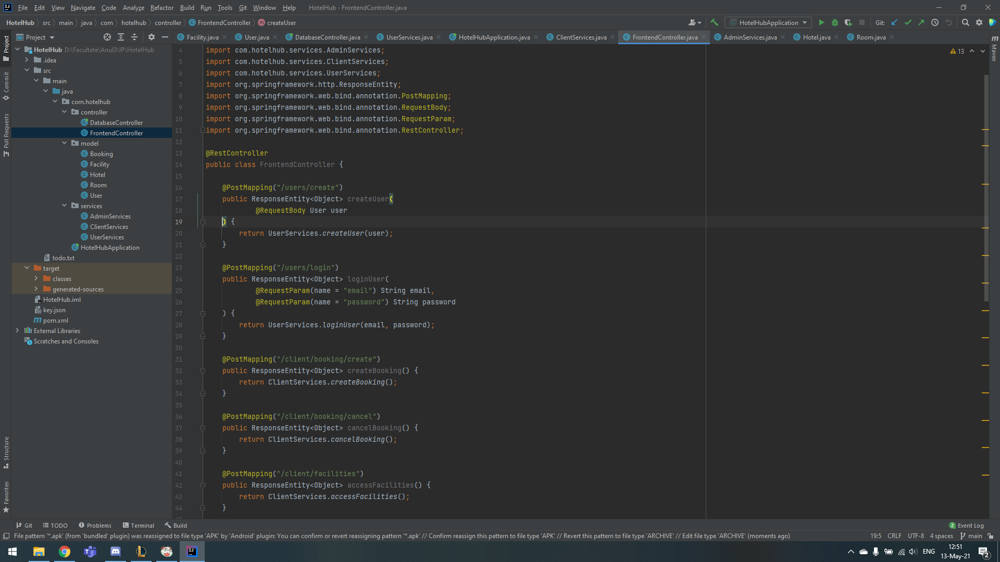 File Edit View Navigate Code Analyze Refactor Build Run Tools Git Window Help HotelHub - FrontendController.java
HotelHub src main java com hotelhub controller FrontendController createUser
HotelHubApplication Git:
Project
Facility.java User.java DatabaseController.java UserServices.java HotelHubApplication.java ClientServices.java FrontendController.java AdminServices.java Hotel.java Room.java
Project
Commit
Pull Requests
Structure
Favorites
Maven
HotelHub D:\Facultate\Anul3\IP\HotelHub
.idea
src
main
java
com.hotelhub
controller
DatabaseController
FrontendController
model
Booking
Facility
Hotel
Room
User
services
AdminServices
ClientServices
UserServices
HotelHubApplication
todo.txt
target
classes
generated-sources
HotelHub.iml
key.json
pom.xml
External Libraries
Scratches and Consoles
13
4 import com.hotelhub.services.AdminServices;
5 import com.hotelhub.services.ClientServices;
6 import com.hotelhub.services.UserServices;
7 import org.springframework.http.ResponseEntity;
8 import org.springframework.web.bind.annotation.PostMapping;
9 import org.springframework.web.bind.annotation.RequestBody;
10 import org.springframework.web.bind.annotation.RequestParam;
11 import org.springframework.web.bind.annotation.RestController;
12
13 @RestController
14 public class FrontendController {
15
16 @PostMapping("/users/create")
17 public ResponseEntity<Object> createUser(
18 @RequestBody User user
19 ) {
20 return UserServices.createUser(user);
21 }
22
23 @PostMapping("/users/login")
24 public ResponseEntity<Object> loginUser(
25 @RequestParam(name = "email") String email,
26 @RequestParam(name = "password") String password
27 ) {
28 return UserServices.loginUser(email, password);
29 }
30
31 @PostMapping("/client/booking/create")
32 public ResponseEntity<Object> createBooking() {
33 return ClientServices.createBooking();
34 }
35
36 @PostMapping("/client/booking/cancel")
37 public ResponseEntity<Object> cancelBooking() {
38 return ClientServices.cancelBooking();
39 }
40
41 @PostMapping("/client/facilities")
42 public ResponseEntity<Object> accessFacilities() {
43 return ClientServices.accessFacilities();
44 }
Git TODO Problems Terminal Build 2 Event Log
File pattern '*.apk' (from 'bundled' plugin) was reassigned to file type 'APK' by 'Android' plugin: You can confirm or revert reassigning pattern '*.apk' // Confirm reassign this pattern to file type 'APK' // Revert this pattern to file type 'ARCHIVE' // Edit file type 'ARCHIVE' (moments ago) 19:5 CRLF UTF-8 4 spaces main
ENG 12:51
13-May-21 2